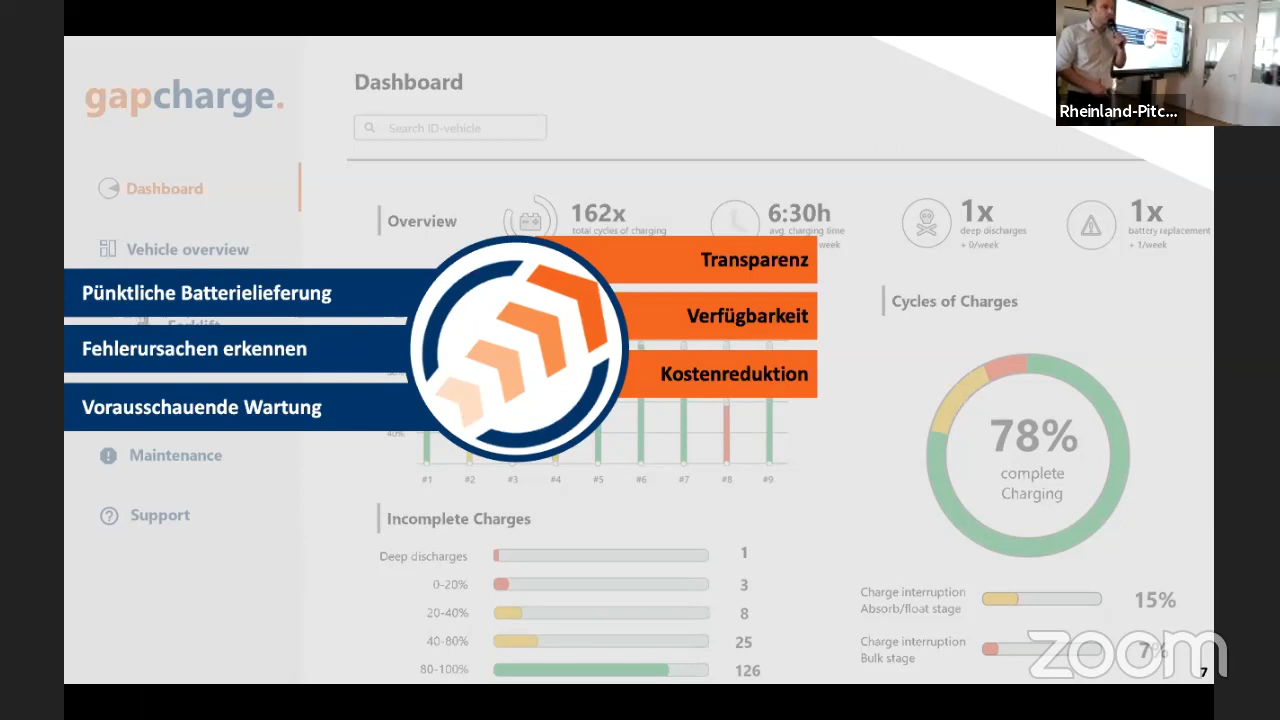 Rheinland-Pitc...
gapcharge.
Dashboard
Search ID-vehicle
Dashboard
Vehicle overview
Forklift
Maintenance
Support
Overview
162x
total cycles of charging
6:30h
avg. charging time
week
1x
deep discharges
+ 0/week
1x
battery replacement
+ 1/week
Pünktliche Batterielieferung
Fehlerursachen erkennen
Vorausschauende Wartung
Transparenz
Verfügbarkeit
Kostenreduktion
40%
#1 #2 #3 #4 #5 #6 #7 #8 #9
Cycles of Charges
78%
complete
Charging
Incomplete Charges
Deep discharges 1
0-20% 3
20-40% 8
40-80% 25
80-100% 126
Charge interruption
Absorb/float stage
15%
Charge interruption
Bulk stage
7%
zoom
7